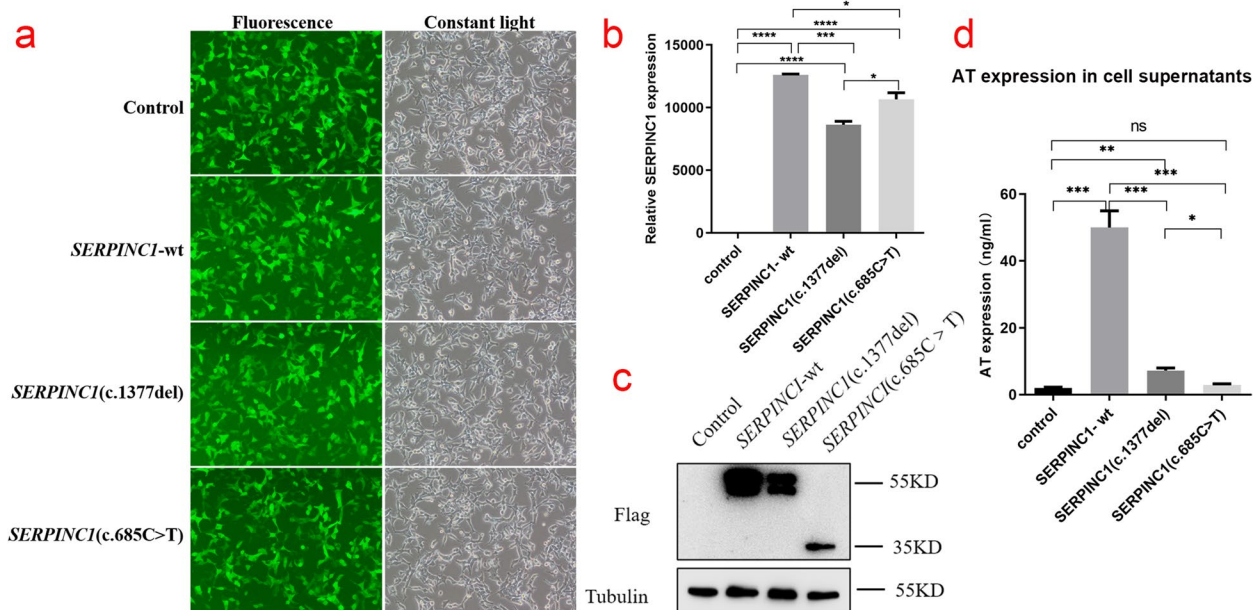 a
Fluorescence
Constant light
Control
SERPINC1-wt
SERPINC1(c.1377del)
SERPINC1(c.685C>T)
b
*
****
**** ***
****
*
Relative SERPINC1 expression
15000
10000
5000
0
control
SERPINC1- wt
SERPINC1(c.1377del)
SERPINC1(c.685C>T)
c
Control
SERPINC1-wt
SERPINC1(c.1377del)
SERPINC1(c.685C > T)
Flag
55KD
35KD
Tubulin
55KD
d
AT expression in cell supernatants
ns
**
***
*** ***
*
AT expression (ng/ml)
60
40
20
0
control
SERPINC1- wt
SERPINC1(c.1377del)
SERPINC1(c.685C>T)